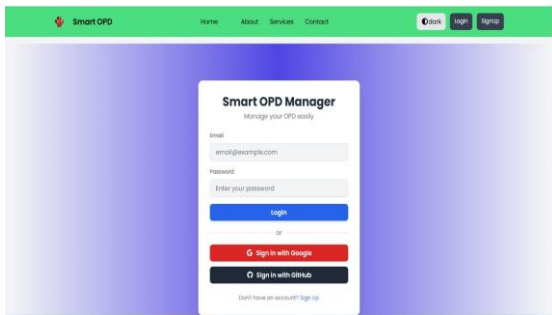 Smart OPD
Home About Services Contact
dark Login SignUp
Smart OPD Manager
Manage your OPD easily
Email
email@example.com
Password
Enter your password
Login
or
G Sign in with Google
Sign in with GitHub
Don't have an account? Sign Up